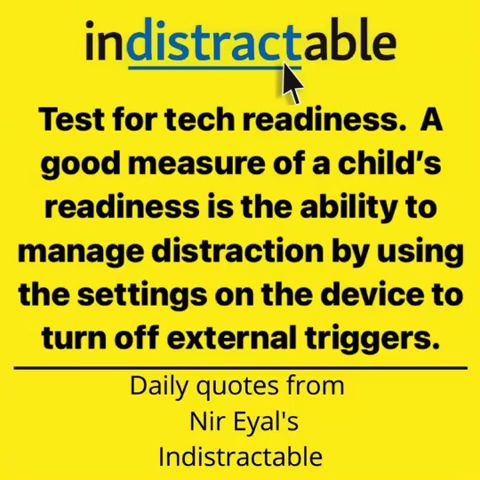 indistractable
Test for tech readiness. A
good measure of a child’s
readiness is the ability to
manage distraction by using
the settings on the device to
turn off external triggers.
Daily quotes from
Nir Eyal's
Indistractable